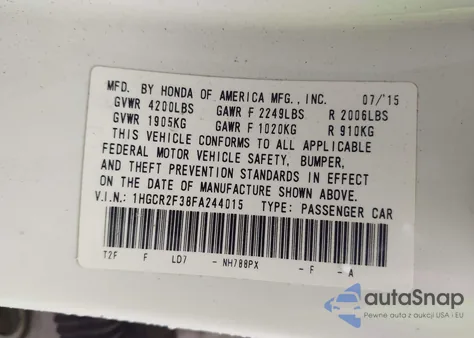 MFD. BY HONDA OF AMERICA MFG., INC. 07/'15
GVWR 4200LBS GAWR F 2249LBS R 2006LBS
GVWR 1905KG GAWR F 1020KG R 910KG
THIS VEHICLE CONFORMS TO ALL APPLICABLE
FEDERAL MOTOR VEHICLE SAFETY, BUMPER,
AND THEFT PREVENTION STANDARDS IN EFFECT
ON THE DATE OF MANUFACTURE SHOWN ABOVE.
V.I.N.: 1HGCR2F38FA244015 TYPE: PASSENGER CAR
T2F F LD7 - NH788PX - F - A
autoSnap
Pewne auta z aukcji USA i EU